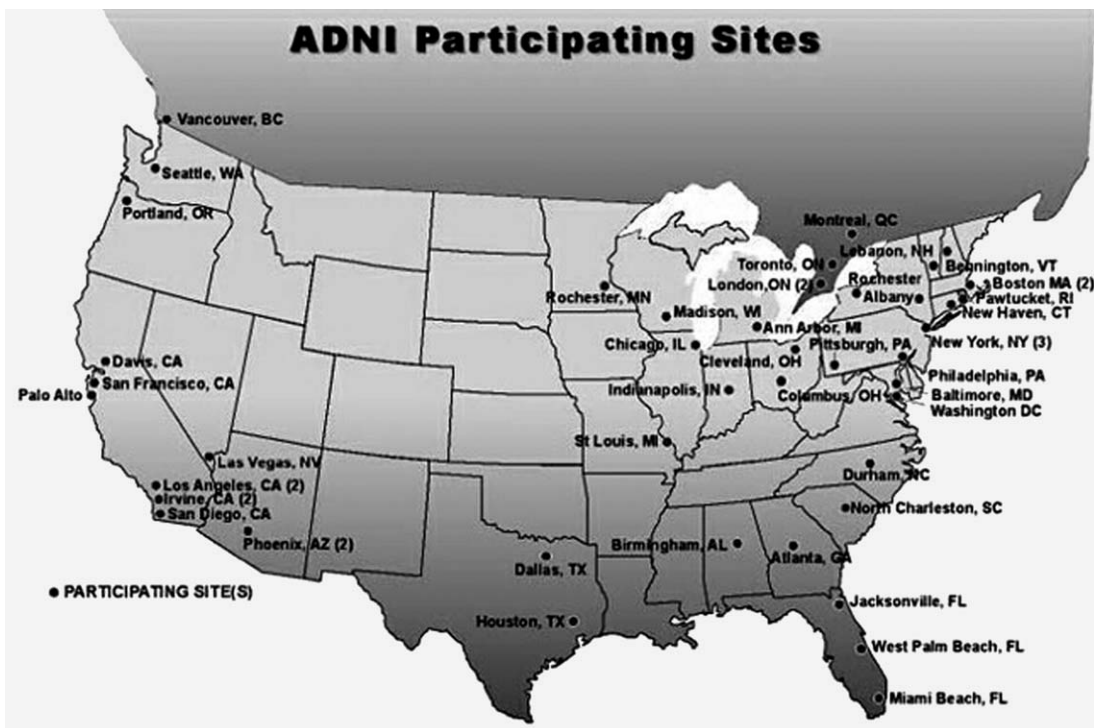 ADNI Participating Sites
Vancouver, BC
Seattle, WA
Portland, OR
Montreal, QC
Lebanon, NH
Toronto, ON
Bennington, VT
London,ON (2)
Rochester
Boston MA (2)
Rochester, MN
Albany
Pawtucket, RI
Madison, WI
New Haven, CT
Ann Arbor, MI
Chicago, IL
Pittsburgh, PA
New York, NY (3)
Davis, CA
Cleveland, OH
San Francisco, CA
Philadelphia, PA
Palo Alto
Indianapolis, IN
Columbus, OH
Baltimore, MD
Washington DC
St Louis, MI
Las Vegas, NV
Durham, NC
Los Angeles, CA (2)
Irvine, CA (2)
San Diego, CA
North Charleston, SC
Phoenix, AZ (2)
Birmingham, AL
Atlanta, GA
Dallas, TX
PARTICIPATING SITE(S)
Jacksonville, FL
Houston, TX
West Palm Beach, FL
Miami Beach, FL